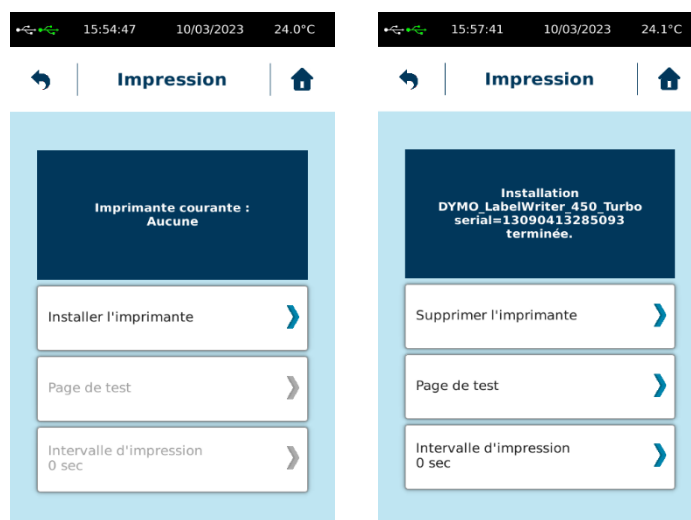 15:54:47 10/03/2023 24.0°C
Impression
Imprimante courante :
Aucune
Installer l'imprimante
Page de test
Intervalle d'impression
0 sec
15:57:41 10/03/2023 24.1°C
Impression
Installation
DYMO_LabelWriter_450_Turbo
serial=13090413285093
terminée.
Supprimer l'imprimante
Page de test
Intervalle d'impression
0 sec